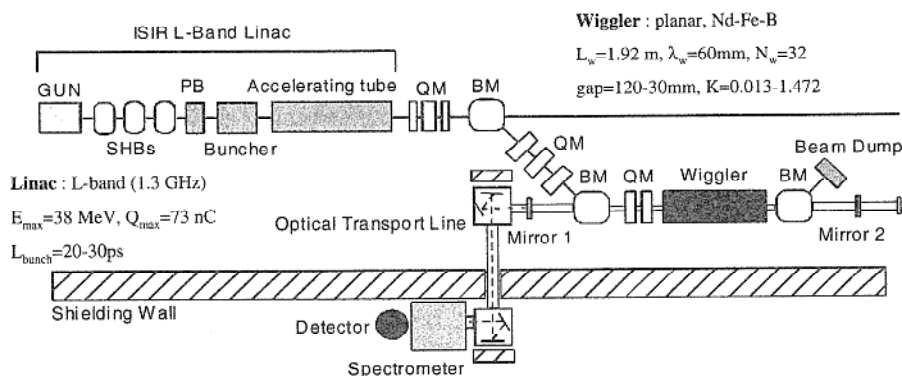 ISIR L-Band Linac
Wiggler : planar, Nd-Fe-B
L_w=1.92 m, λ_w=60mm, N_w=32
gap=120-30mm, K=0.013-1.472
GUN
PB
Accelerating tube
QM
BM
SHBs
Buncher
QM
Beam Dump
Linac : L-band (1.3 GHz)
E_max=38 MeV, Q_max=73 nC
L_bunch=20-30ps
BM
QM
Wiggler
BM
Optical Transport Line
Mirror 1
Mirror 2
Shielding Wall
Detector
Spectrometer